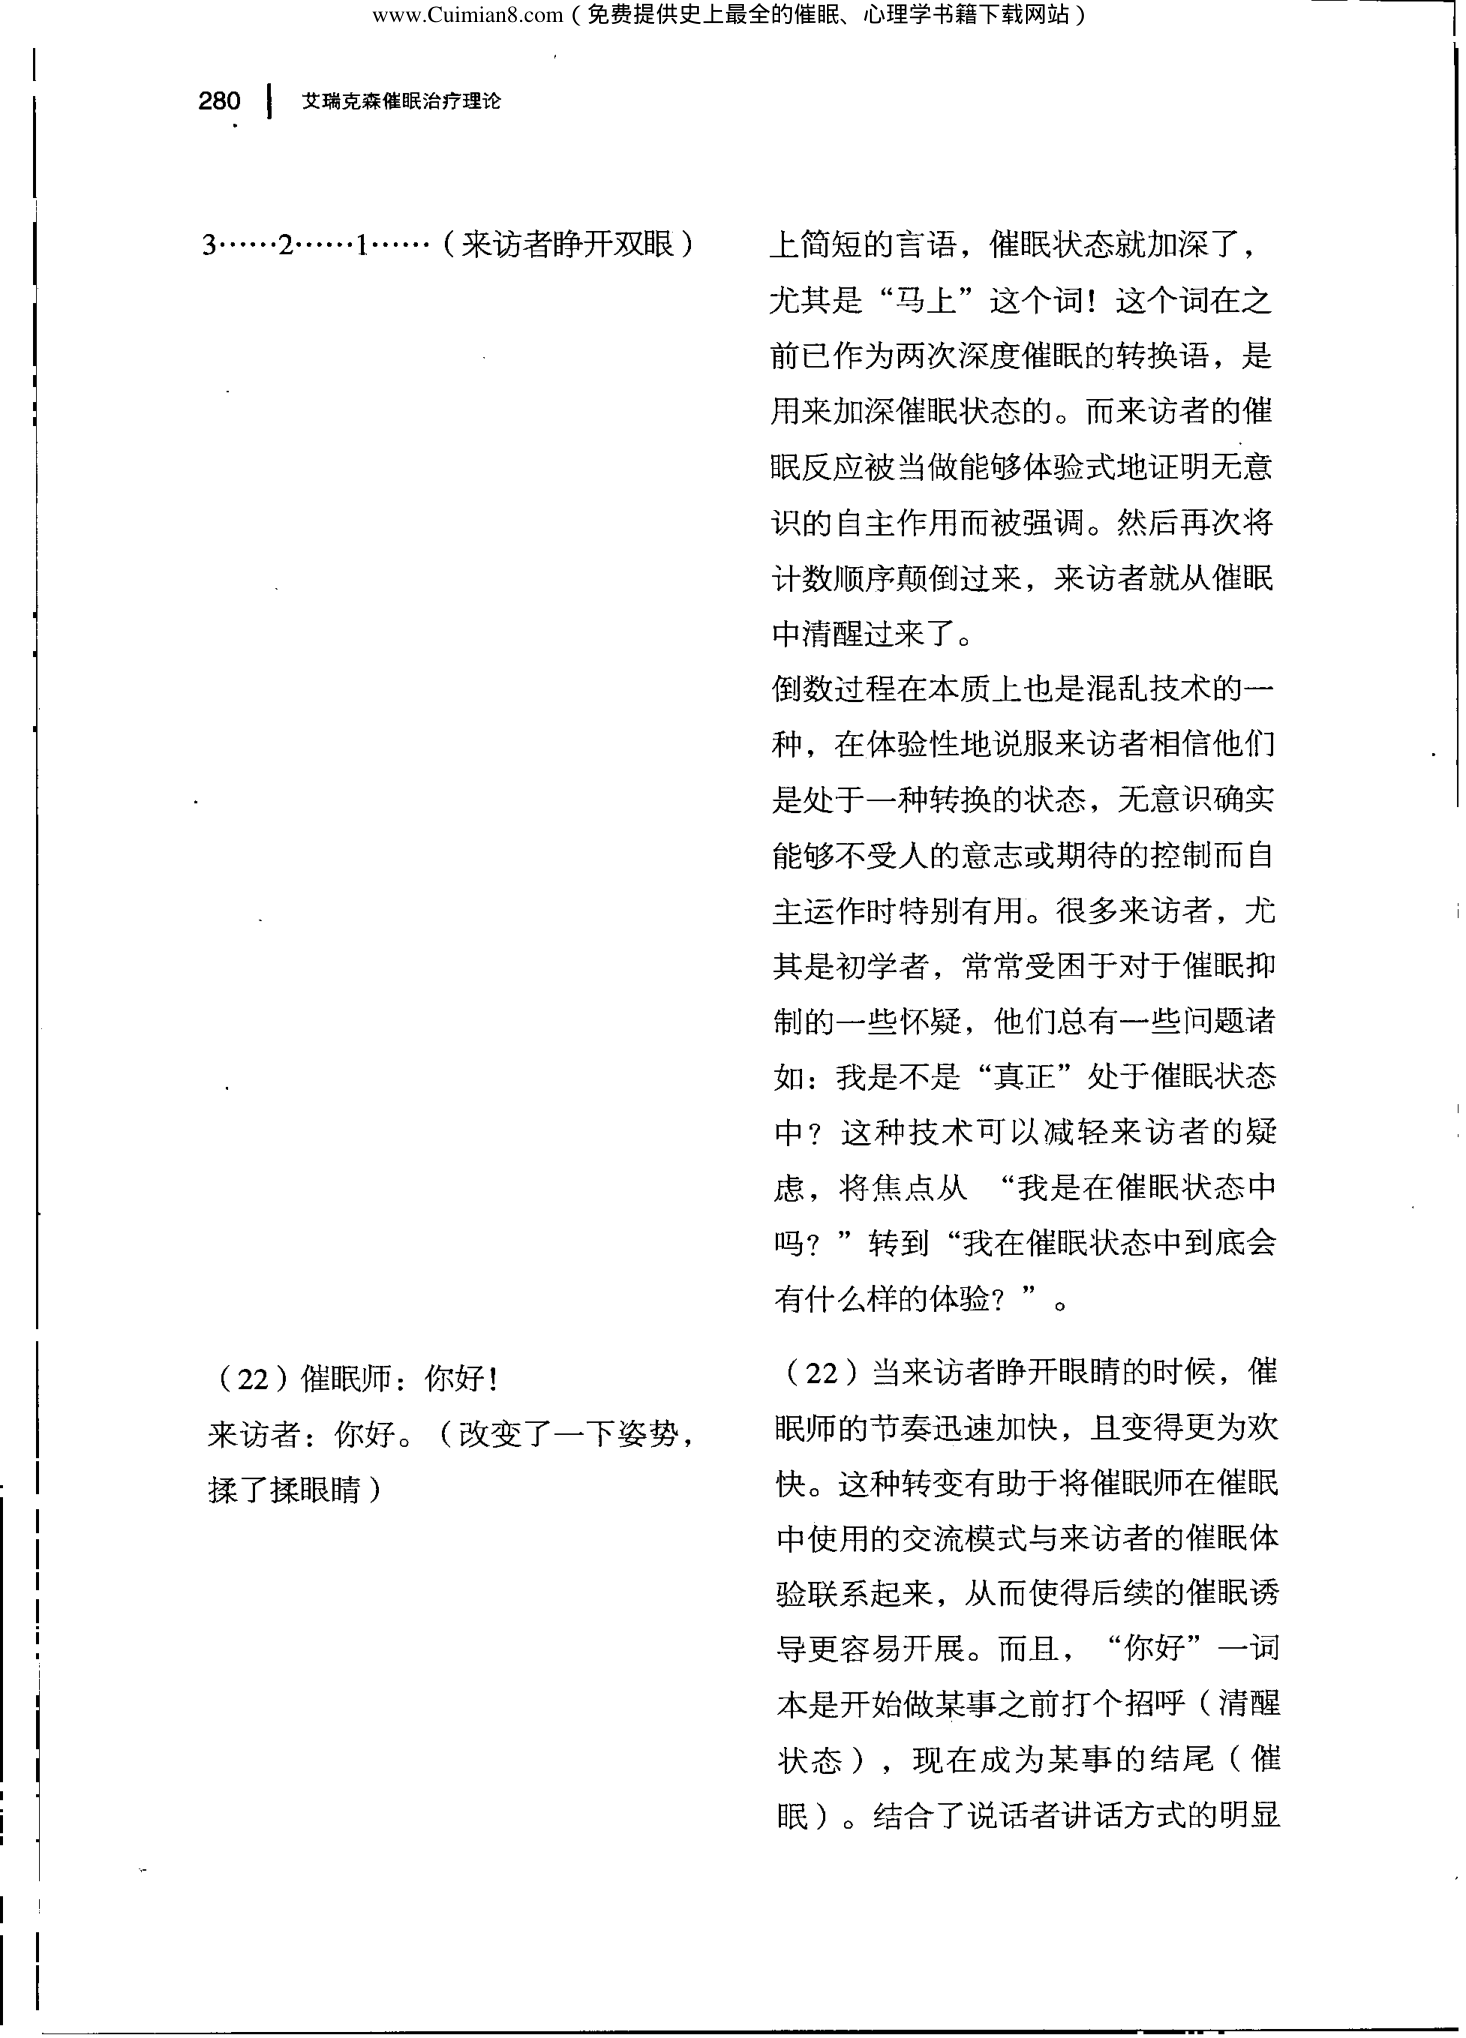 www.Cuimian8.com（免费提供史上最全的催眠、心理学书籍下载网站）
280 艾瑞克森催眠治疗理论
3……2……1……（来访者睁开双眼）
上简短的言语，催眠状态就加深了，
尤其是“马上”这个词！这个词在之
前已作为两次深度催眠的转换语，是
用来加深催眠状态的。而来访者的催
眠反应被当做能够体验式地证明无意
识的自主作用而被强调。然后再次将
计数顺序颠倒过来，来访者就从催眠
中清醒过来了。
倒数过程在本质上也是混乱技术的一
种，在体验性地说服来访者相信他们
是处于一种转换的状态，无意识确实
能够不受人的意志或期待的控制而自
主运作时特别有用。很多来访者，尤
其是初学者，常常受困于对于催眠抑
制的一些怀疑，他们总有一些问题诸
如：我是不是“真正”处于催眠状态
中？这种技术可以减轻来访者的疑
虑，将焦点从 “我是在催眠状态中
吗？”转到“我在催眠状态中到底会
有什么样的体验？”。
（22）催眠师：你好！
来访者：你好。（改变了一下姿势，
揉了揉眼睛）
（22）当来访者睁开眼睛的时候，催
眠师的节奏迅速加快，且变得更为欢
快。这种转变有助于将催眠师在催眠
中使用的交流模式与来访者的催眠体
验联系起来，从而使得后续的催眠诱
导更容易开展。而且，“你好”一词
本是开始做某事之前打个招呼（清醒
状态），现在成为某事的结尾（催
眠）。结合了说话者讲话方式的明显